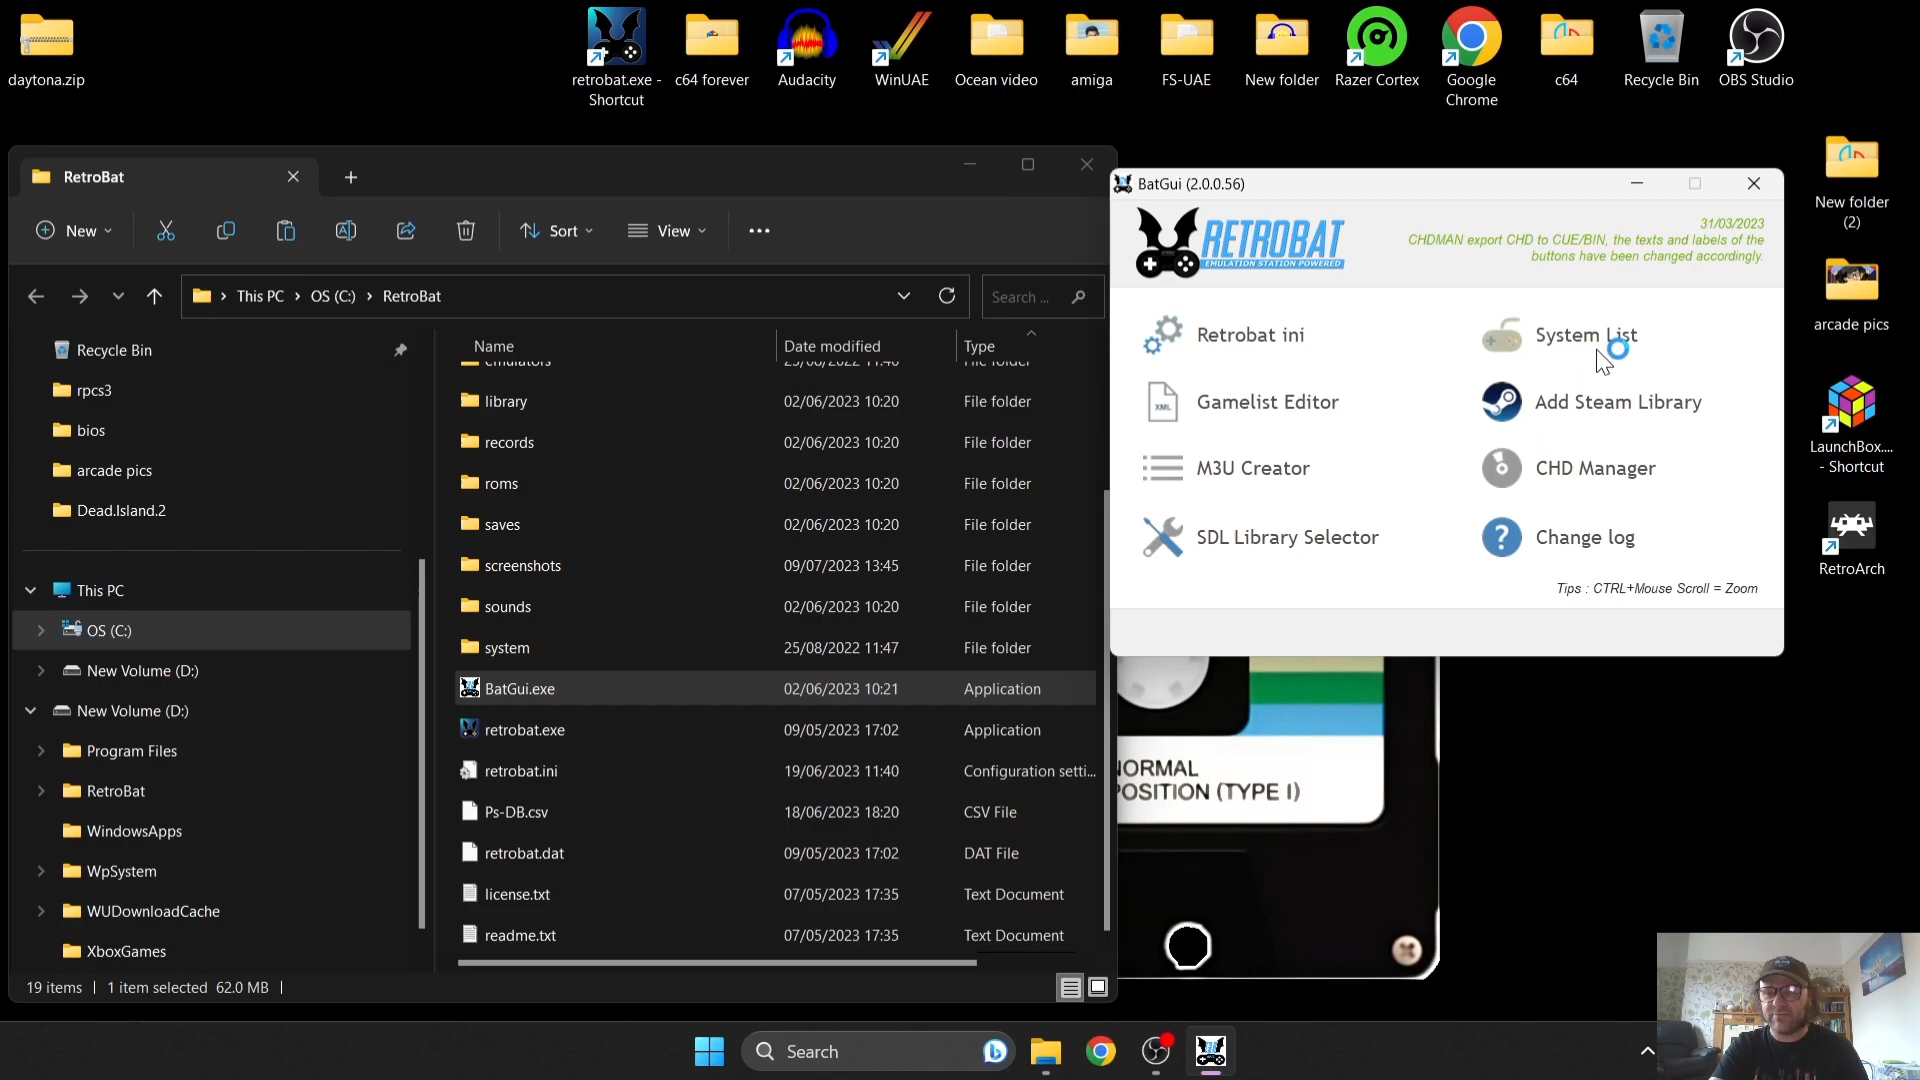 daytona.zip
retrobat.exe -
Shortcut
c64 forever
Audacity
WinUAE
Ocean video
amiga
FS-UAE
New folder
Razer Cortex
Google
Chrome
c64
Recycle Bin
OBS Studio
New folder
(2)
arcade pics
LaunchBox....
- Shortcut
RetroArch
RetroBat
New
Sort
View
This PC
OS (C:)
RetroBat
Search ...
Recycle Bin
rpcs3
bios
arcade pics
Dead.Island.2
This PC
OS (C:)
New Volume (D:)
New Volume (D:)
Program Files
RetroBat
WindowsApps
WpSystem
WUDownloadCache
XboxGames
Name Date modified Type
emulators 25/08/2022 11:46 File folder
library 02/06/2023 10:20 File folder
records 02/06/2023 10:20 File folder
roms 02/06/2023 10:20 File folder
saves 02/06/2023 10:20 File folder
screenshots 09/07/2023 13:45 File folder
sounds 02/06/2023 10:20 File folder
system 25/08/2022 11:47 File folder
BatGui.exe 02/06/2023 10:21 Application
retrobat.exe 09/05/2023 17:02 Application
retrobat.ini 19/06/2023 11:40 Configuration setti...
Ps-DB.csv 18/06/2023 18:20 CSV File
retrobat.dat 09/05/2023 17:02 DAT File
license.txt 07/05/2023 17:35 Text Document
readme.txt 07/05/2023 17:35 Text Document
19 items 1 item selected 62.0 MB
BatGui (2.0.0.56)
RETROBAT
EMULATION STATION POWERED
31/03/2023
CHDMAN export CHD to CUE/BIN, the texts and labels of the
buttons have been changed accordingly.
Retrobat ini
System List
XML
Gamelist Editor
Add Steam Library
M3U Creator
CHD Manager
SDL Library Selector
?
Change log
Tips : CTRL+Mouse Scroll = Zoom
NORMAL
POSITION (TYPE I)
Search